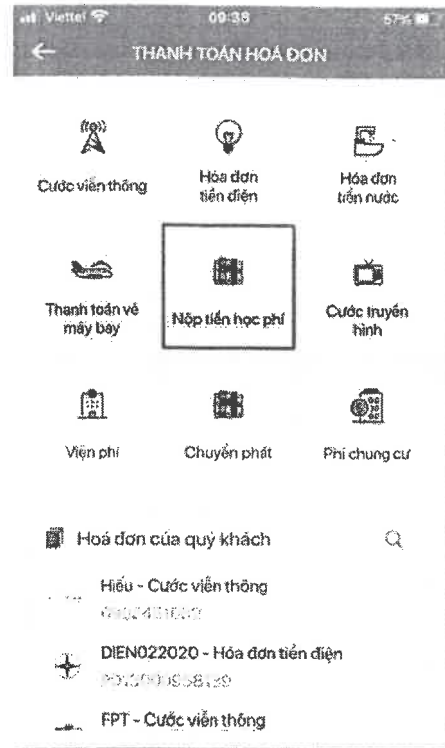 Viettel 09:38 57%
THANH TOÁN HOÁ ĐƠN
Cước viễn thông
Hóa đơn
tiền điện
Hóa đơn
tiền nước
Thanh toán vé
máy bay
Nộp tiền học phí
Cước truyền
hình
Viện phí
Chuyển phát
Phí chung cư
Hoá đơn của quý khách
Hiếu - Cước viễn thông
DIEN022020 - Hóa đơn tiền điện
FPT - Cước viễn thông